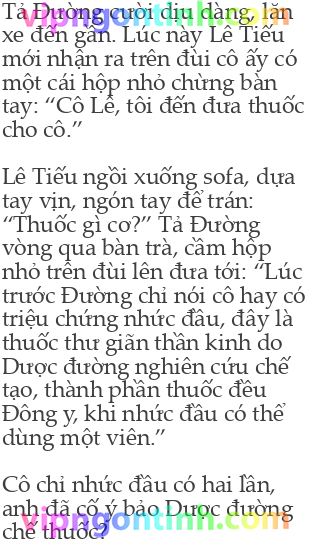 Tả Đường cười dịu dàng, lăn
xe đến gần. Lúc này Lê Tiếu
mới nhận ra trên đùi cô ấy có
một cái hộp nhỏ chừng bàn
tay: “Cô Lê, tôi đến đưa thuốc
cho cô.”
Lê Tiếu ngồi xuống sofa, dựa
tay vịn, ngón tay để trán:
“Thuốc gì cơ?” Tả Đường
vòng qua bàn trà, cầm hộp
nhỏ trên đùi lên đưa tới: “Lúc
trước Đường chỉ nói cô hay có
triệu chứng nhức đầu, đây là
thuốc thư giãn thần kinh do
Dược đường nghiên cứu chế
tạo, thành phần thuốc đều
Đông y, khi nhức đầu có thể
dùng một viên.”
Cô chỉ nhức đầu có hai lần,
anh đã cố ý bảo Dược đường
chế thuốc?
vipngontinh.com
vipngontinh.com